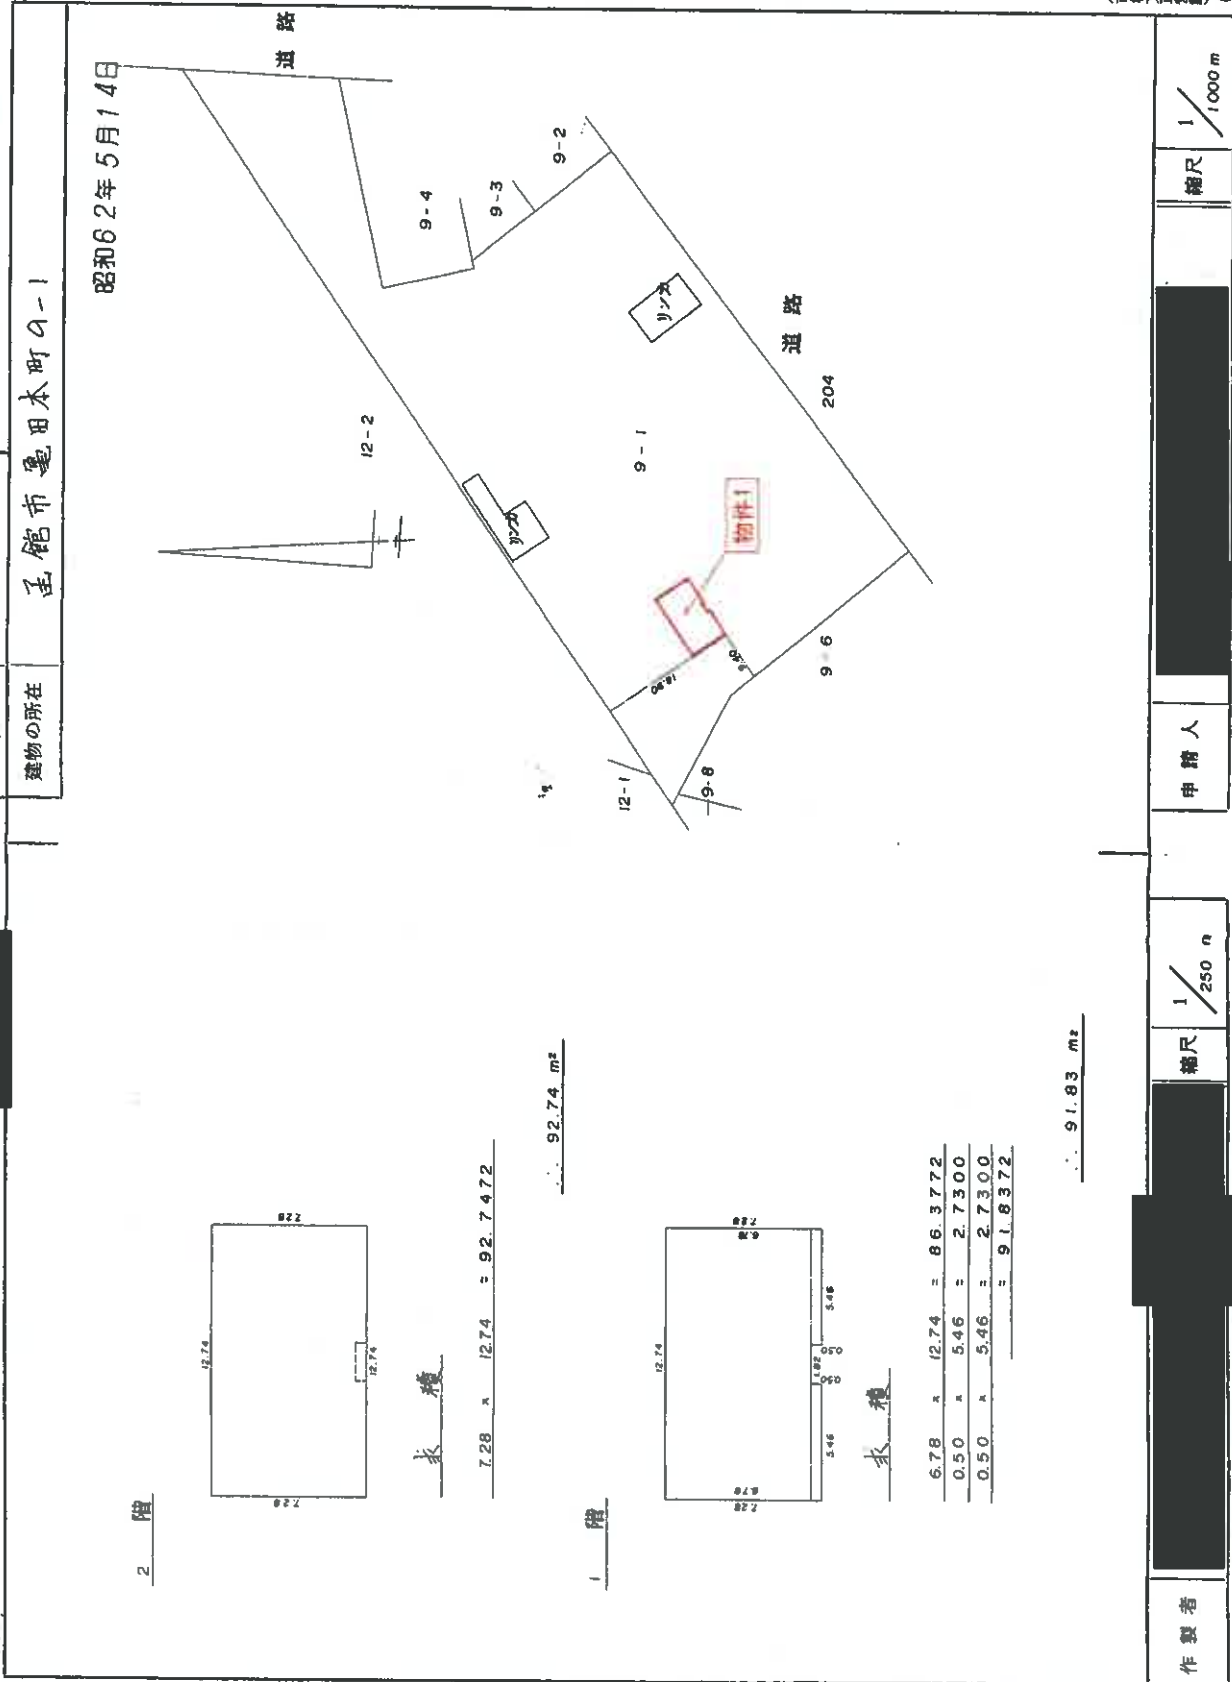 建物の所在
函館市亀田本町9-1
昭和62年5月14日
2 階
12.74
7.28
7.28
12.74
求 積
7.28 × 12.74 = 92.7472
∴ 92.74 m²
1 階
12.74
7.28
6.78
6.78
7.28
5.46
0.50
1.82
0.50
5.46
求 積
6.78 × 12.74 = 86.3772
0.50 × 5.46 = 2.7300
0.50 × 5.46 = 2.7300
= 91.8372
∴ 91.83 m²
道 路
12-2
9-4
9-3
9-2
リンカ
リンカ
9-1
物件1
18.90
道 路
204
9-6
12-1
9-8
作製者
縮尺
1/250 m
申請人
縮尺
1/1000 m